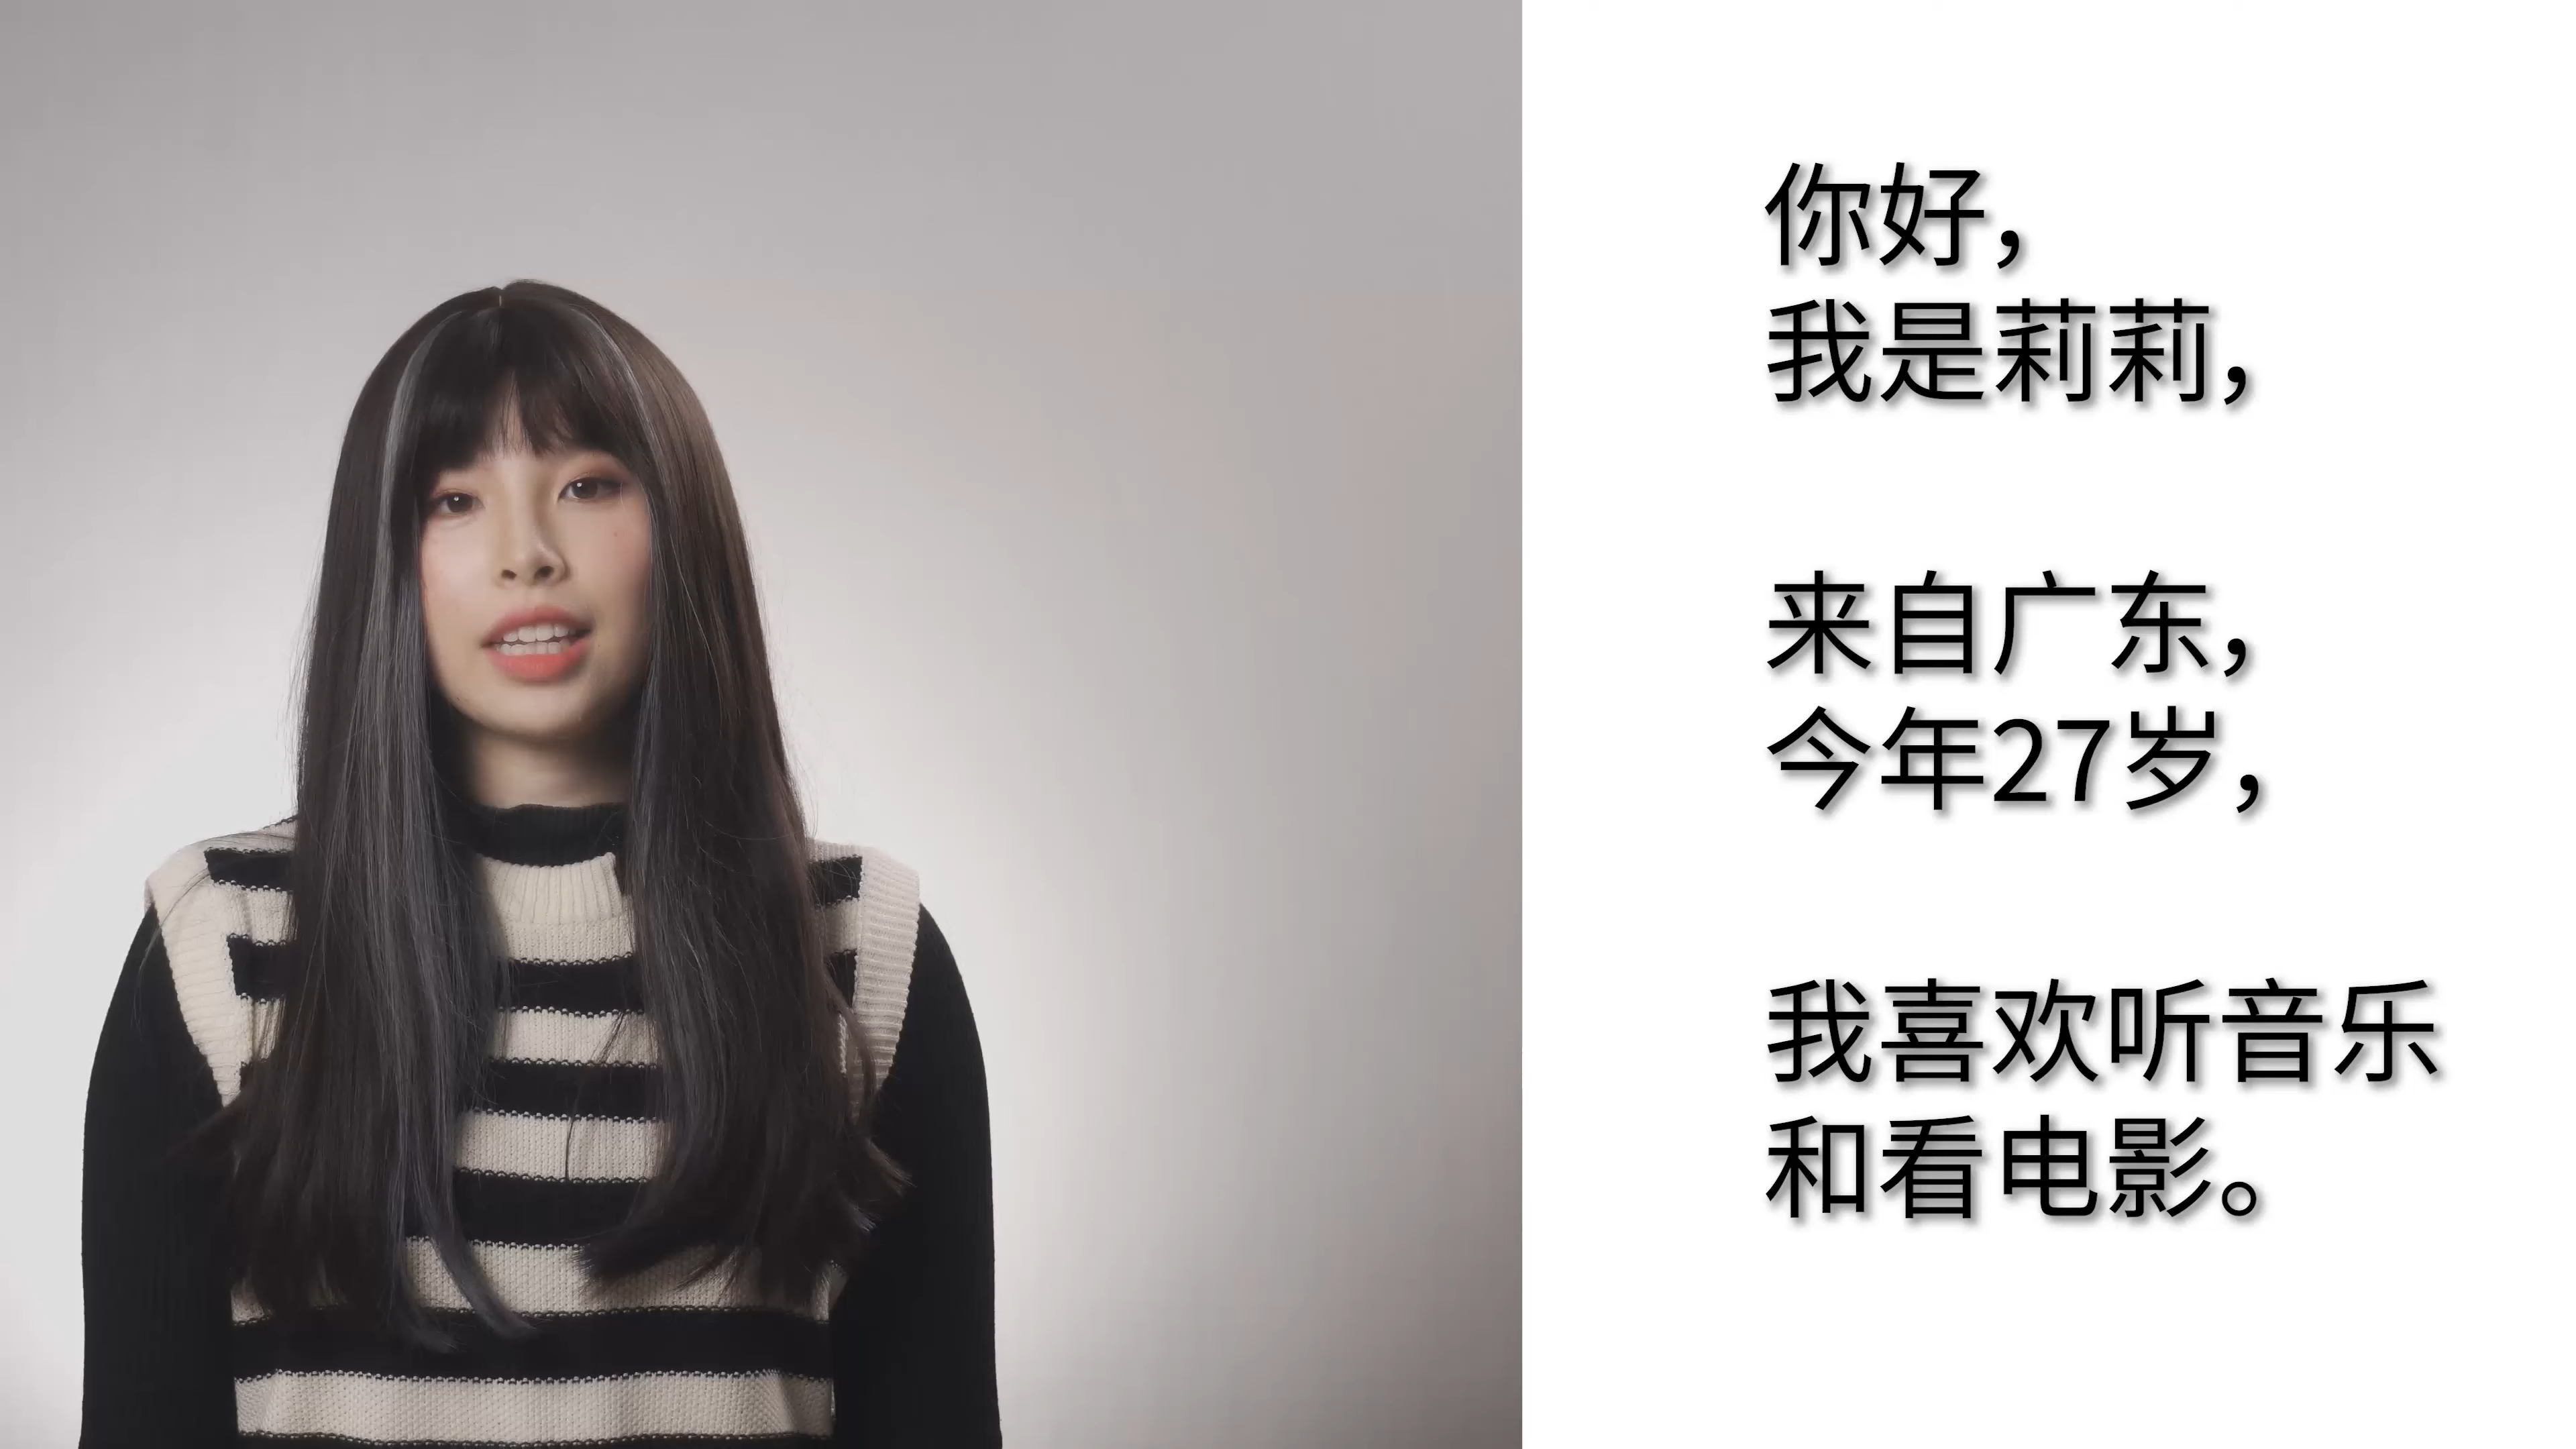 你好，
我是莉莉，
来自广东，
今年27岁，
我喜欢听音乐
和看电影。